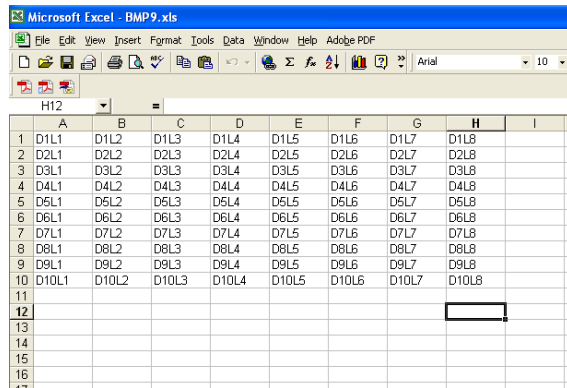 Microsoft Excel - BMP9.xls
File Edit View Insert Format Tools Data Window Help Adobe PDF
Arial 10
H12 =
A B C D E F G H I
1 D1L1 D1L2 D1L3 D1L4 D1L5 D1L6 D1L7 D1L8
2 D2L1 D2L2 D2L3 D2L4 D2L5 D2L6 D2L7 D2L8
3 D3L1 D3L2 D3L3 D3L4 D3L5 D3L6 D3L7 D3L8
4 D4L1 D4L2 D4L3 D4L4 D4L5 D4L6 D4L7 D4L8
5 D5L1 D5L2 D5L3 D5L4 D5L5 D5L6 D5L7 D5L8
6 D6L1 D6L2 D6L3 D6L4 D6L5 D6L6 D6L7 D6L8
7 D7L1 D7L2 D7L3 D7L4 D7L5 D7L6 D7L7 D7L8
8 D8L1 D8L2 D8L3 D8L4 D8L5 D8L6 D8L7 D8L8
9 D9L1 D9L2 D9L3 D9L4 D9L5 D9L6 D9L7 D9L8
10 D10L1 D10L2 D10L3 D10L4 D10L5 D10L6 D10L7 D10L8
11
12
13
14
15
16